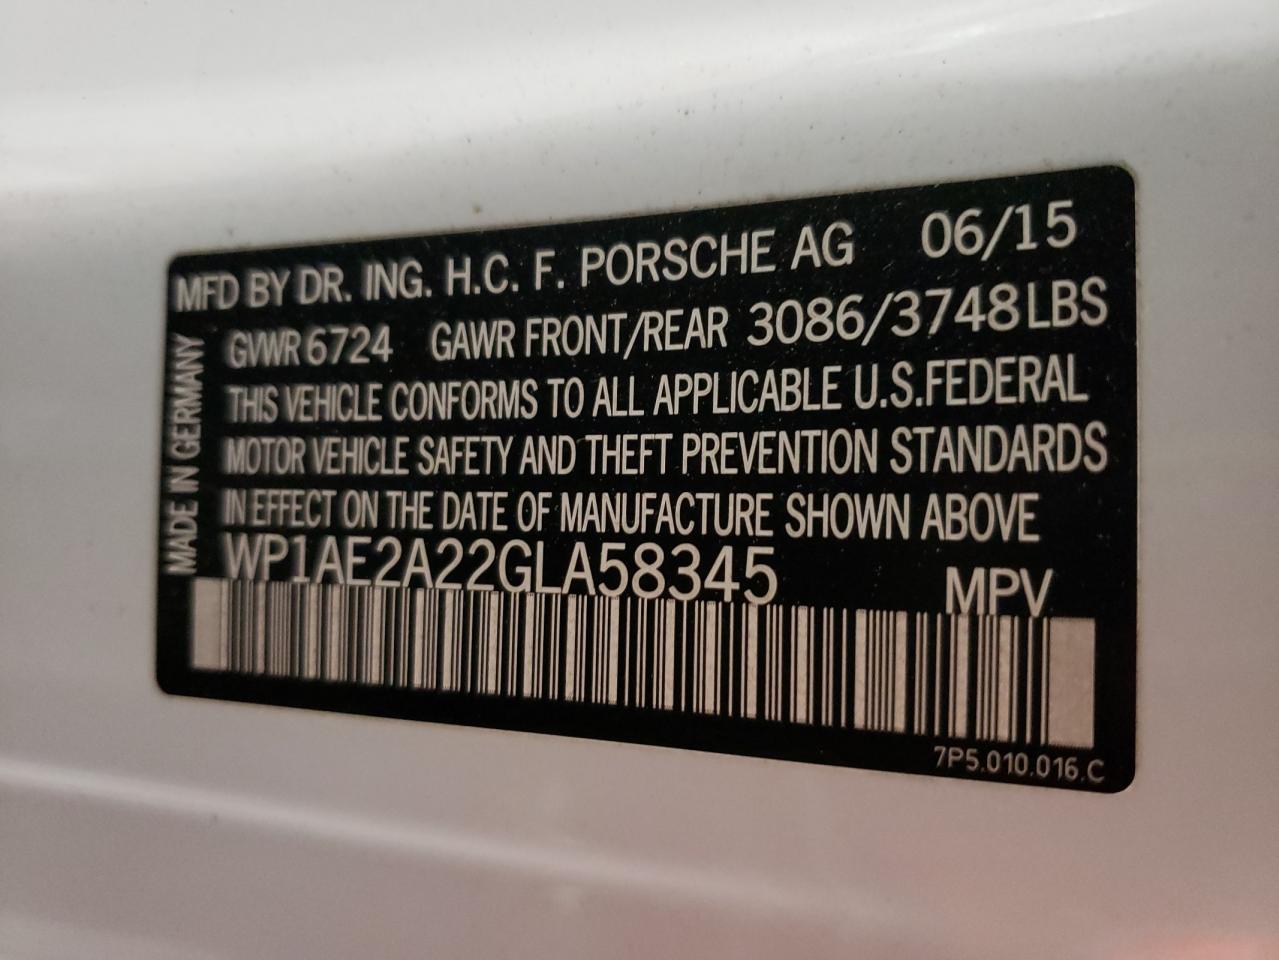 MFD BY DR. ING. H.C. F. PORSCHE AG 06/15
GVWR 6724 GAWR FRONT/REAR 3086/3748LBS
THIS VEHICLE CONFORMS TO ALL APPLICABLE U.S.FEDERAL
MOTOR VEHICLE SAFETY AND THEFT PREVENTION STANDARDS
IN EFFECT ON THE DATE OF MANUFACTURE SHOWN ABOVE
WP1AE2A22GLA58345 MPV
7P5.010.016.C
MADE IN GERMANY